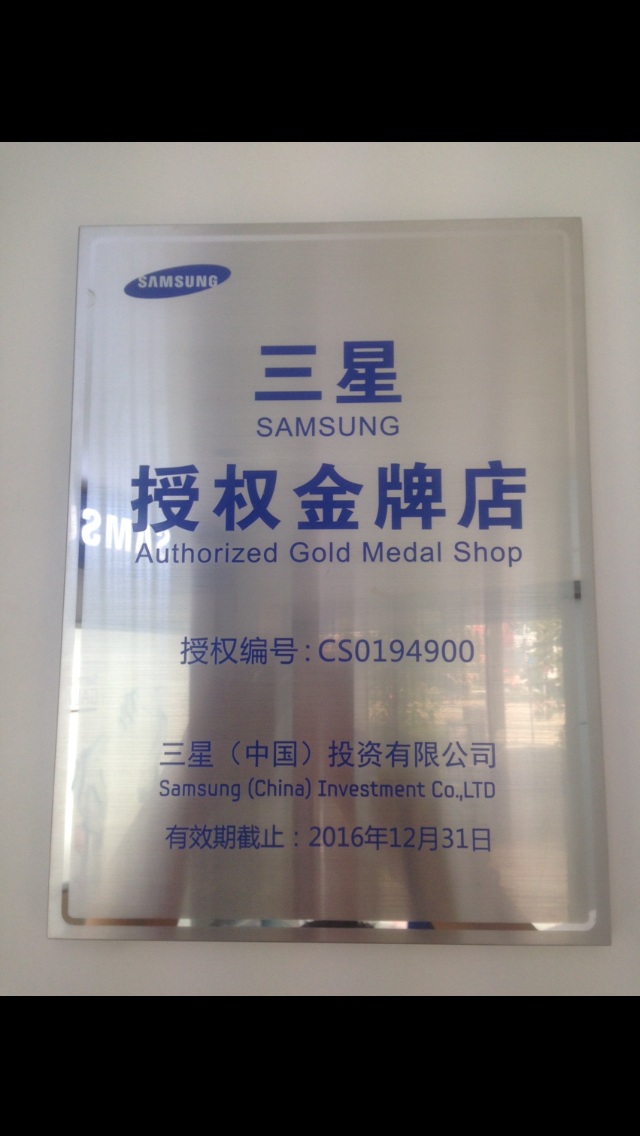 SAMSUNG
三星
SAMSUNG
授权金牌店
Authorized Gold Medal Shop
授权编号:CS0194900
三星（中国）投资有限公司
Samsung (China) Investment Co.,LTD
有效期截止：2016年12月31日